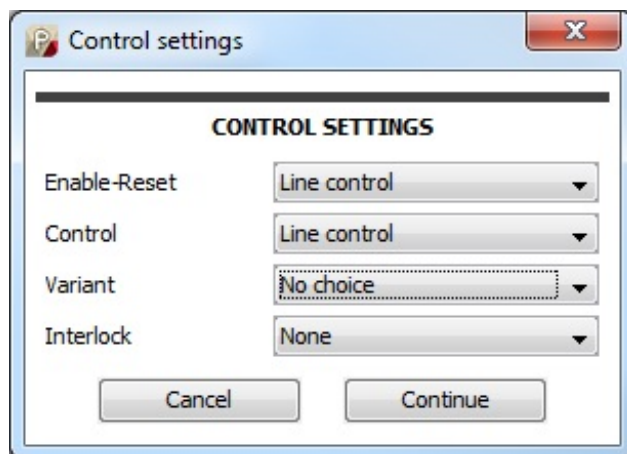 Control settings
CONTROL SETTINGS
Enable-Reset Line control
Control Line control
Variant No choice
Interlock None
Cancel Continue